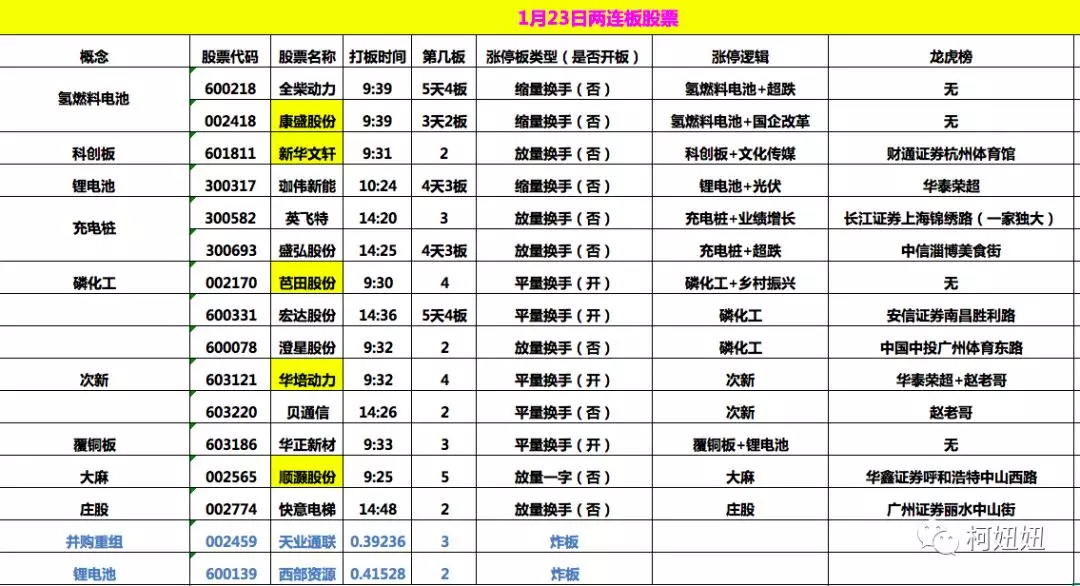 1月23日两连板股票
概念 股票代码 股票名称 打板时间 第几板 涨停板类型（是否开板） 涨停逻辑 龙虎榜
氢燃料电池 600218 全柴动力 9:39 5天4板 缩量换手（否） 氢燃料电池+超跌 无
002418 康盛股份 9:39 3天2板 缩量换手（否） 氢燃料电池+国企改革 无
科创板 601811 新华文轩 9:31 2 放量换手（否） 科创板+文化传媒 财通证券杭州体育馆
锂电池 300317 珈伟新能 10:24 4天3板 缩量换手（否） 锂电池+光伏 华泰荣超
充电桩 300582 英飞特 14:20 3 放量换手（否） 充电桩+业绩增长 长江证券上海锦绣路（一家独大）
300693 盛弘股份 14:25 4天3板 放量换手（否） 充电桩+超跌 中信淄博美食街
磷化工 002170 芭田股份 9:30 4 平量换手（开） 磷化工+乡村振兴 无
600331 宏达股份 14:36 5天4板 平量换手（开） 磷化工 安信证券南昌胜利路
600078 澄星股份 9:32 2 放量换手（否） 磷化工 中国中投广州体育东路
次新 603121 华培动力 9:32 4 平量换手（开） 次新 华泰荣超+赵老哥
603220 贝通信 14:26 2 平量换手（否） 次新 赵老哥
覆铜板 603186 华正新材 9:33 3 平量换手（开） 覆铜板+锂电池 无
大麻 002565 顺灏股份 9:25 5 放量一字（否） 大麻 华鑫证券呼和浩特中山西路
庄股 002774 快意电梯 14:48 2 放量换手（否） 庄股 广州证券丽水中山街
并购重组 002459 天业通联 0.39236 3 炸板
锂电池 600139 西部资源 0.41528 2 炸板
柯妞妞